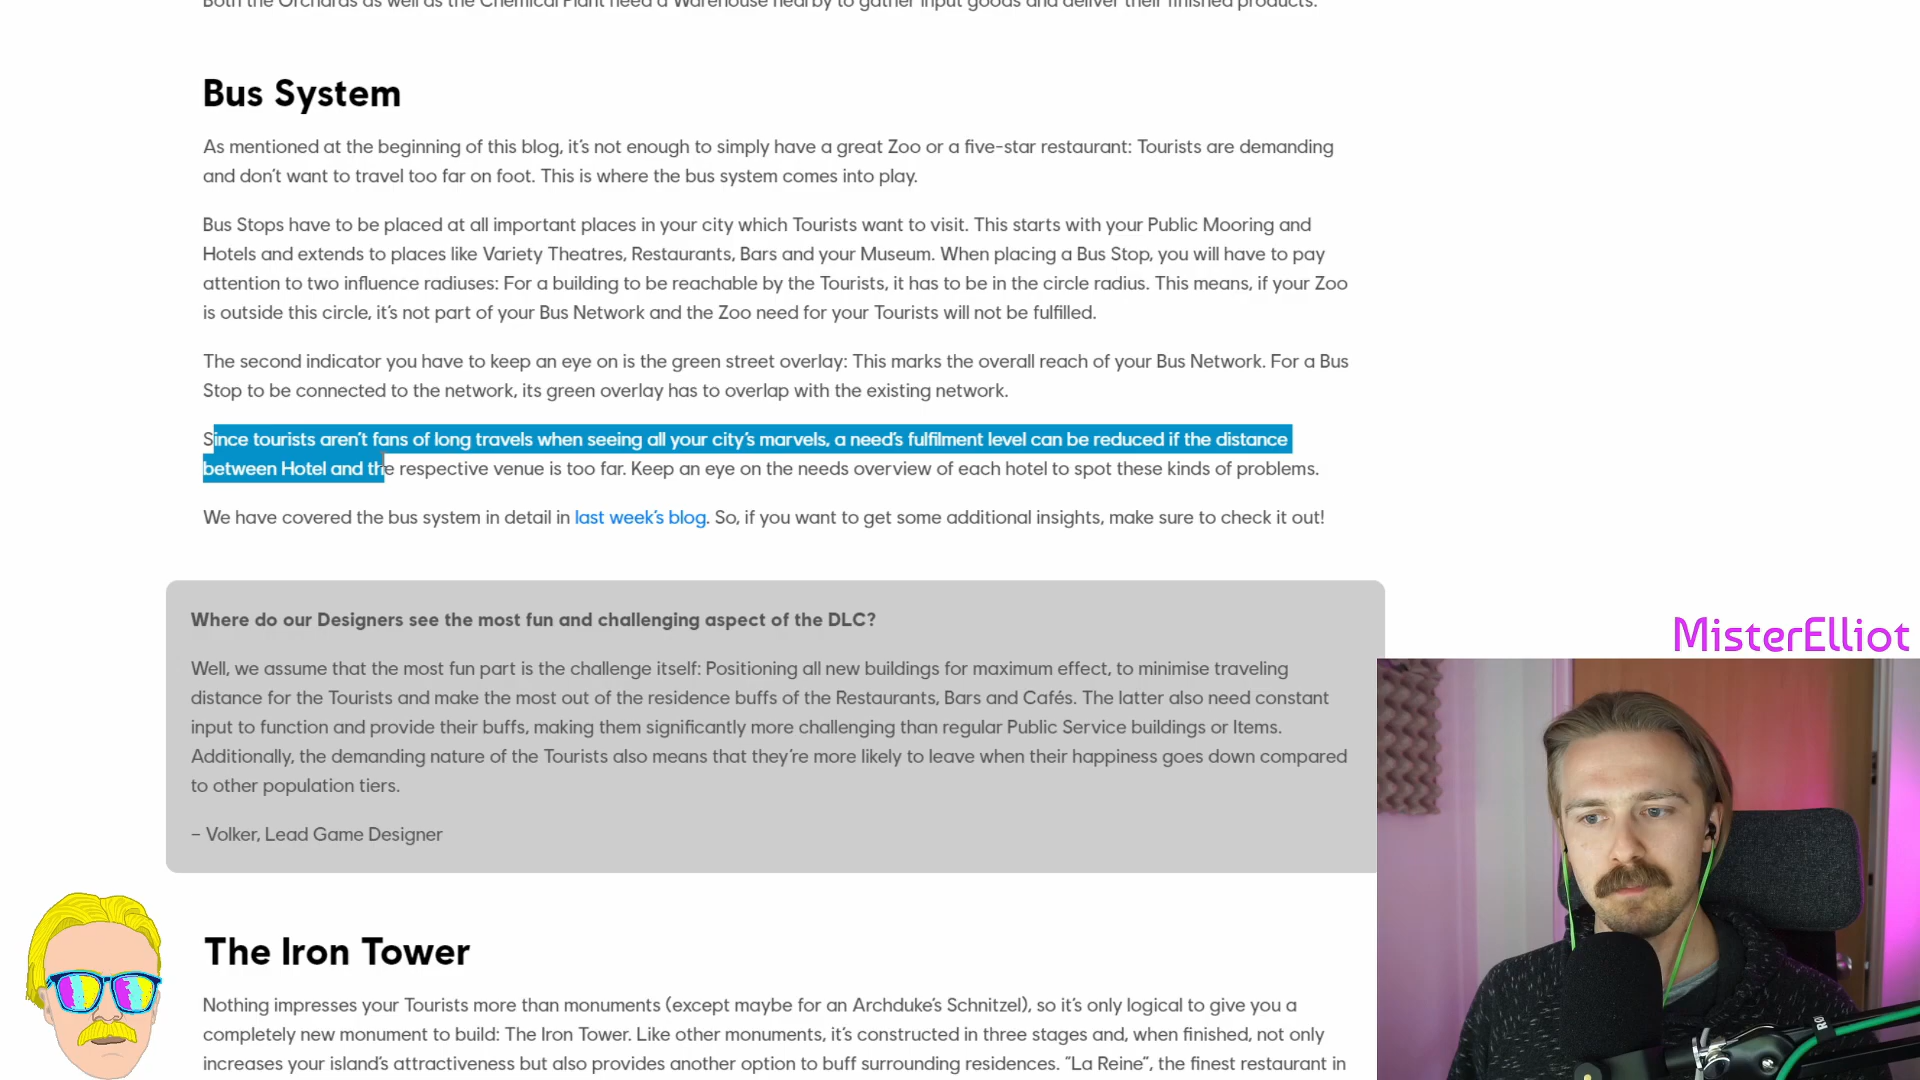 Both the Orchards as well as the Chemical Plant need a Warehouse nearby to gather input goods and deliver their finished products.
Bus System
As mentioned at the beginning of this blog, it's not enough to simply have a great Zoo or a five-star restaurant: Tourists are demanding
and don't want to travel too far on foot. This is where the bus system comes into play.
Bus Stops have to be placed at all important places in your city which Tourists want to visit. This starts with your Public Mooring and
Hotels and extends to places like Variety Theatres, Restaurants, Bars and your Museum. When placing a Bus Stop, you will have to pay
attention to two influence radiuses: For a building to be reachable by the Tourists, it has to be in the circle radius. This means, if your Zoo
is outside this circle, it's not part of your Bus Network and the Zoo need for your Tourists will not be fulfilled.
The second indicator you have to keep an eye on is the green street overlay: This marks the overall reach of your Bus Network. For a Bus
Stop to be connected to the network, its green overlay has to overlap with the existing network.
Since tourists aren't fans of long travels when seeing all your city's marvels, a need's fulfilment level can be reduced if the distance
between Hotel and the respective venue is too far. Keep an eye on the needs overview of each hotel to spot these kinds of problems.
We have covered the bus system in detail in last week's blog. So, if you want to get some additional insights, make sure to check it out!
Where do our Designers see the most fun and challenging aspect of the DLC?
Well, we assume that the most fun part is the challenge itself: Positioning all new buildings for maximum effect, to minimise traveling
distance for the Tourists and make the most out of the residence buffs of the Restaurants, Bars and Cafés. The latter also need constant
input to function and provide their buffs, making them significantly more challenging than regular Public Service buildings or Items.
Additionally, the demanding nature of the Tourists also means that they're more likely to leave when their happiness goes down compared
to other population tiers.
– Volker, Lead Game Designer
MisterElliot
The Iron Tower
Nothing impresses your Tourists more than monuments (except maybe for an Archduke's Schnitzel), so it's only logical to give you a
completely new monument to build: The Iron Tower. Like other monuments, it's constructed in three stages and, when finished, not only
increases your island's attractiveness but also provides another option to buff surrounding residences. "La Reine", the finest restaurant in